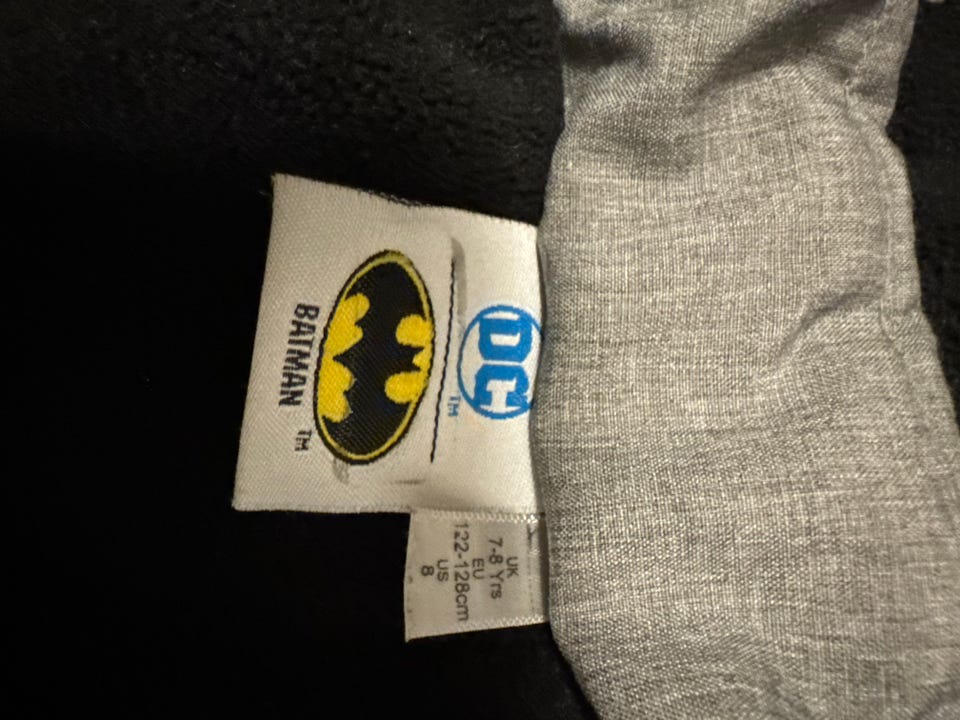 DC
TM
BATMAN TM
UK
7-8 Yrs
EU
122-128cm
US
8